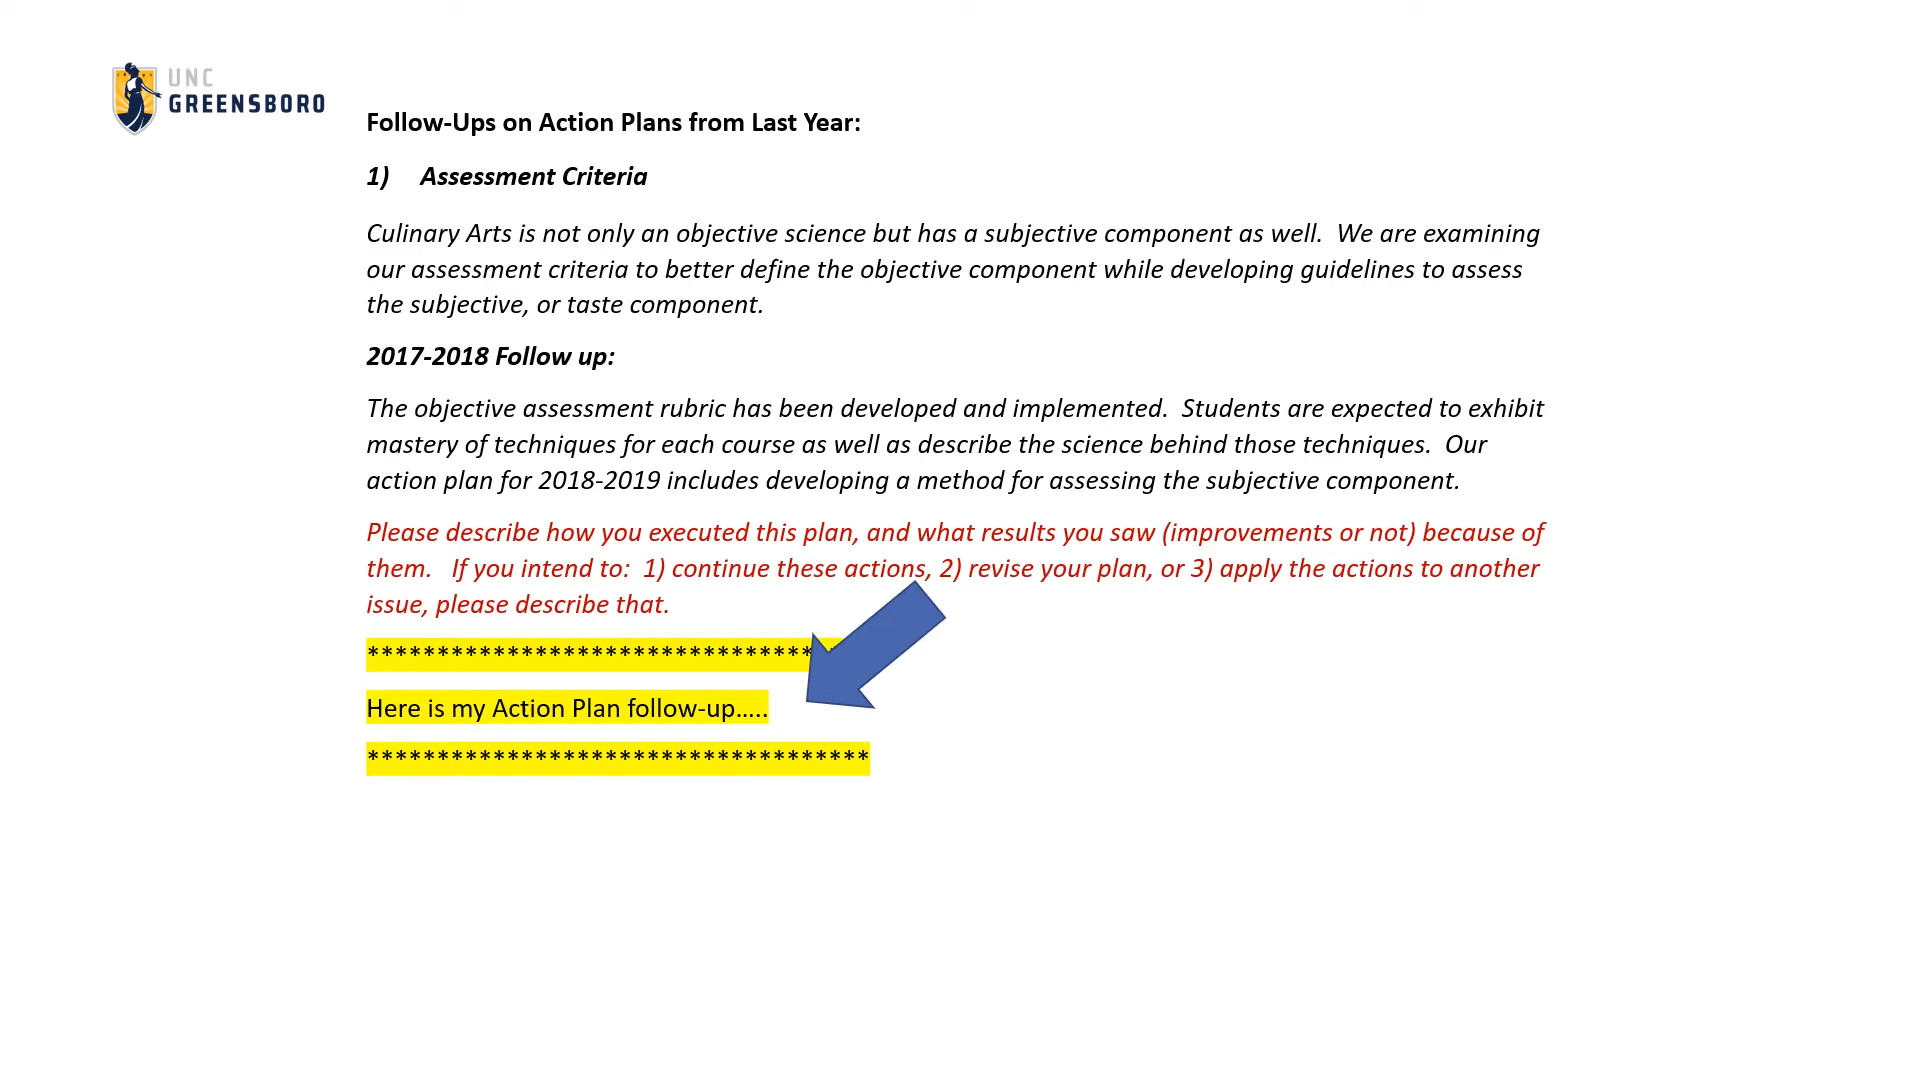 UNC
GREENSBORO
Follow-Ups on Action Plans from Last Year:
1) Assessment Criteria
Culinary Arts is not only an objective science but has a subjective component as well. We are examining
our assessment criteria to better define the objective component while developing guidelines to assess
the subjective, or taste component.
2017-2018 Follow up:
The objective assessment rubric has been developed and implemented. Students are expected to exhibit
mastery of techniques for each course as well as describe the science behind those techniques. Our
action plan for 2018-2019 includes developing a method for assessing the subjective component.
Please describe how you executed this plan, and what results you saw (improvements or not) because of
them. If you intend to: 1) continue these actions, 2) revise your plan, or 3) apply the actions to another
issue, please describe that.
********************************
Here is my Action Plan follow-up…..
************************************